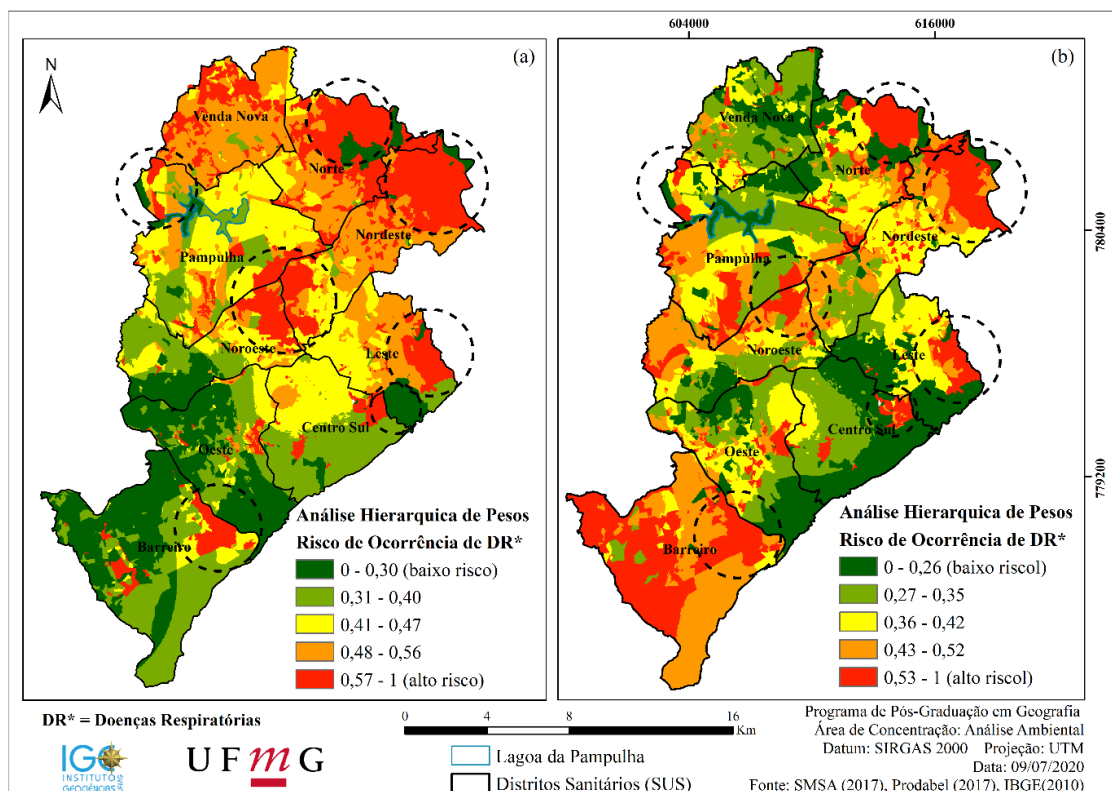 604000
616000
7804000
779200
(a)
N
Venda Nova
Norte
Nordeste
Pampulha
Noroeste
Leste
Centro Sul
Oeste
Barreiro
Análise Hierarquica de Pesos
Risco de Ocorrência de DR*
0 - 0,30 (baixo risco)
0,31 - 0,40
0,41 - 0,47
0,48 - 0,56
0,57 - 1 (alto risco)
(b)
Venda Nova
Norte
Nordeste
Pampulha
Noroeste
Leste
Centro Sul
Oeste
Barreiro
Análise Hierarquica de Pesos
Risco de Ocorrência de DR*
0 - 0,26 (baixo riscol)
0,27 - 0,35
0,36 - 0,42
0,43 - 0,52
0,53 - 1 (alto riscol)
DR* = Doenças Respiratórias
IGC
INSTITUTO
GEOCIÊNCIAS
UFMG
UFmG
0 4 8 16
Km
Lagoa da Pampulha
Distritos Sanitários (SUS)
Programa de Pós-Graduação em Geografia
Área de Concentração: Análise Ambiental
Datum: SIRGAS 2000 Projeção: UTM
Data: 09/07/2020
Fonte: SMSA (2017), Prodabel (2017), IBGE(2010)